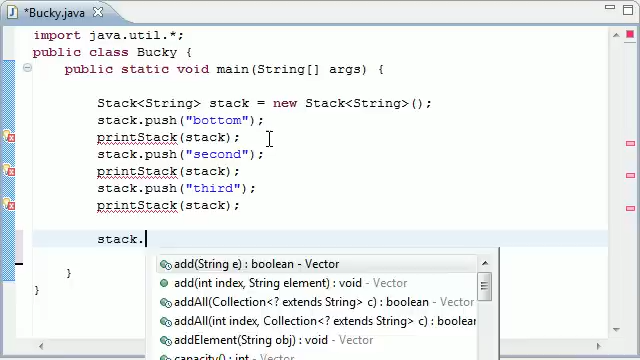 *Bucky.java
import java.util.*;
public class Bucky {
public static void main(String[] args) {
Stack<String> stack = new Stack<String>();
stack.push("bottom");
printStack(stack);
stack.push("second");
printStack(stack);
stack.push("third");
printStack(stack);
stack.
add(String e) : boolean - Vector
add(int index, String element) : void - Vector
addAll(Collection<? extends String> c) : boolean - Vector
addAll(int index, Collection<? extends String> c) : boolean
addElement(String obj) : void - Vector
capacity() : int - Vector
}
}